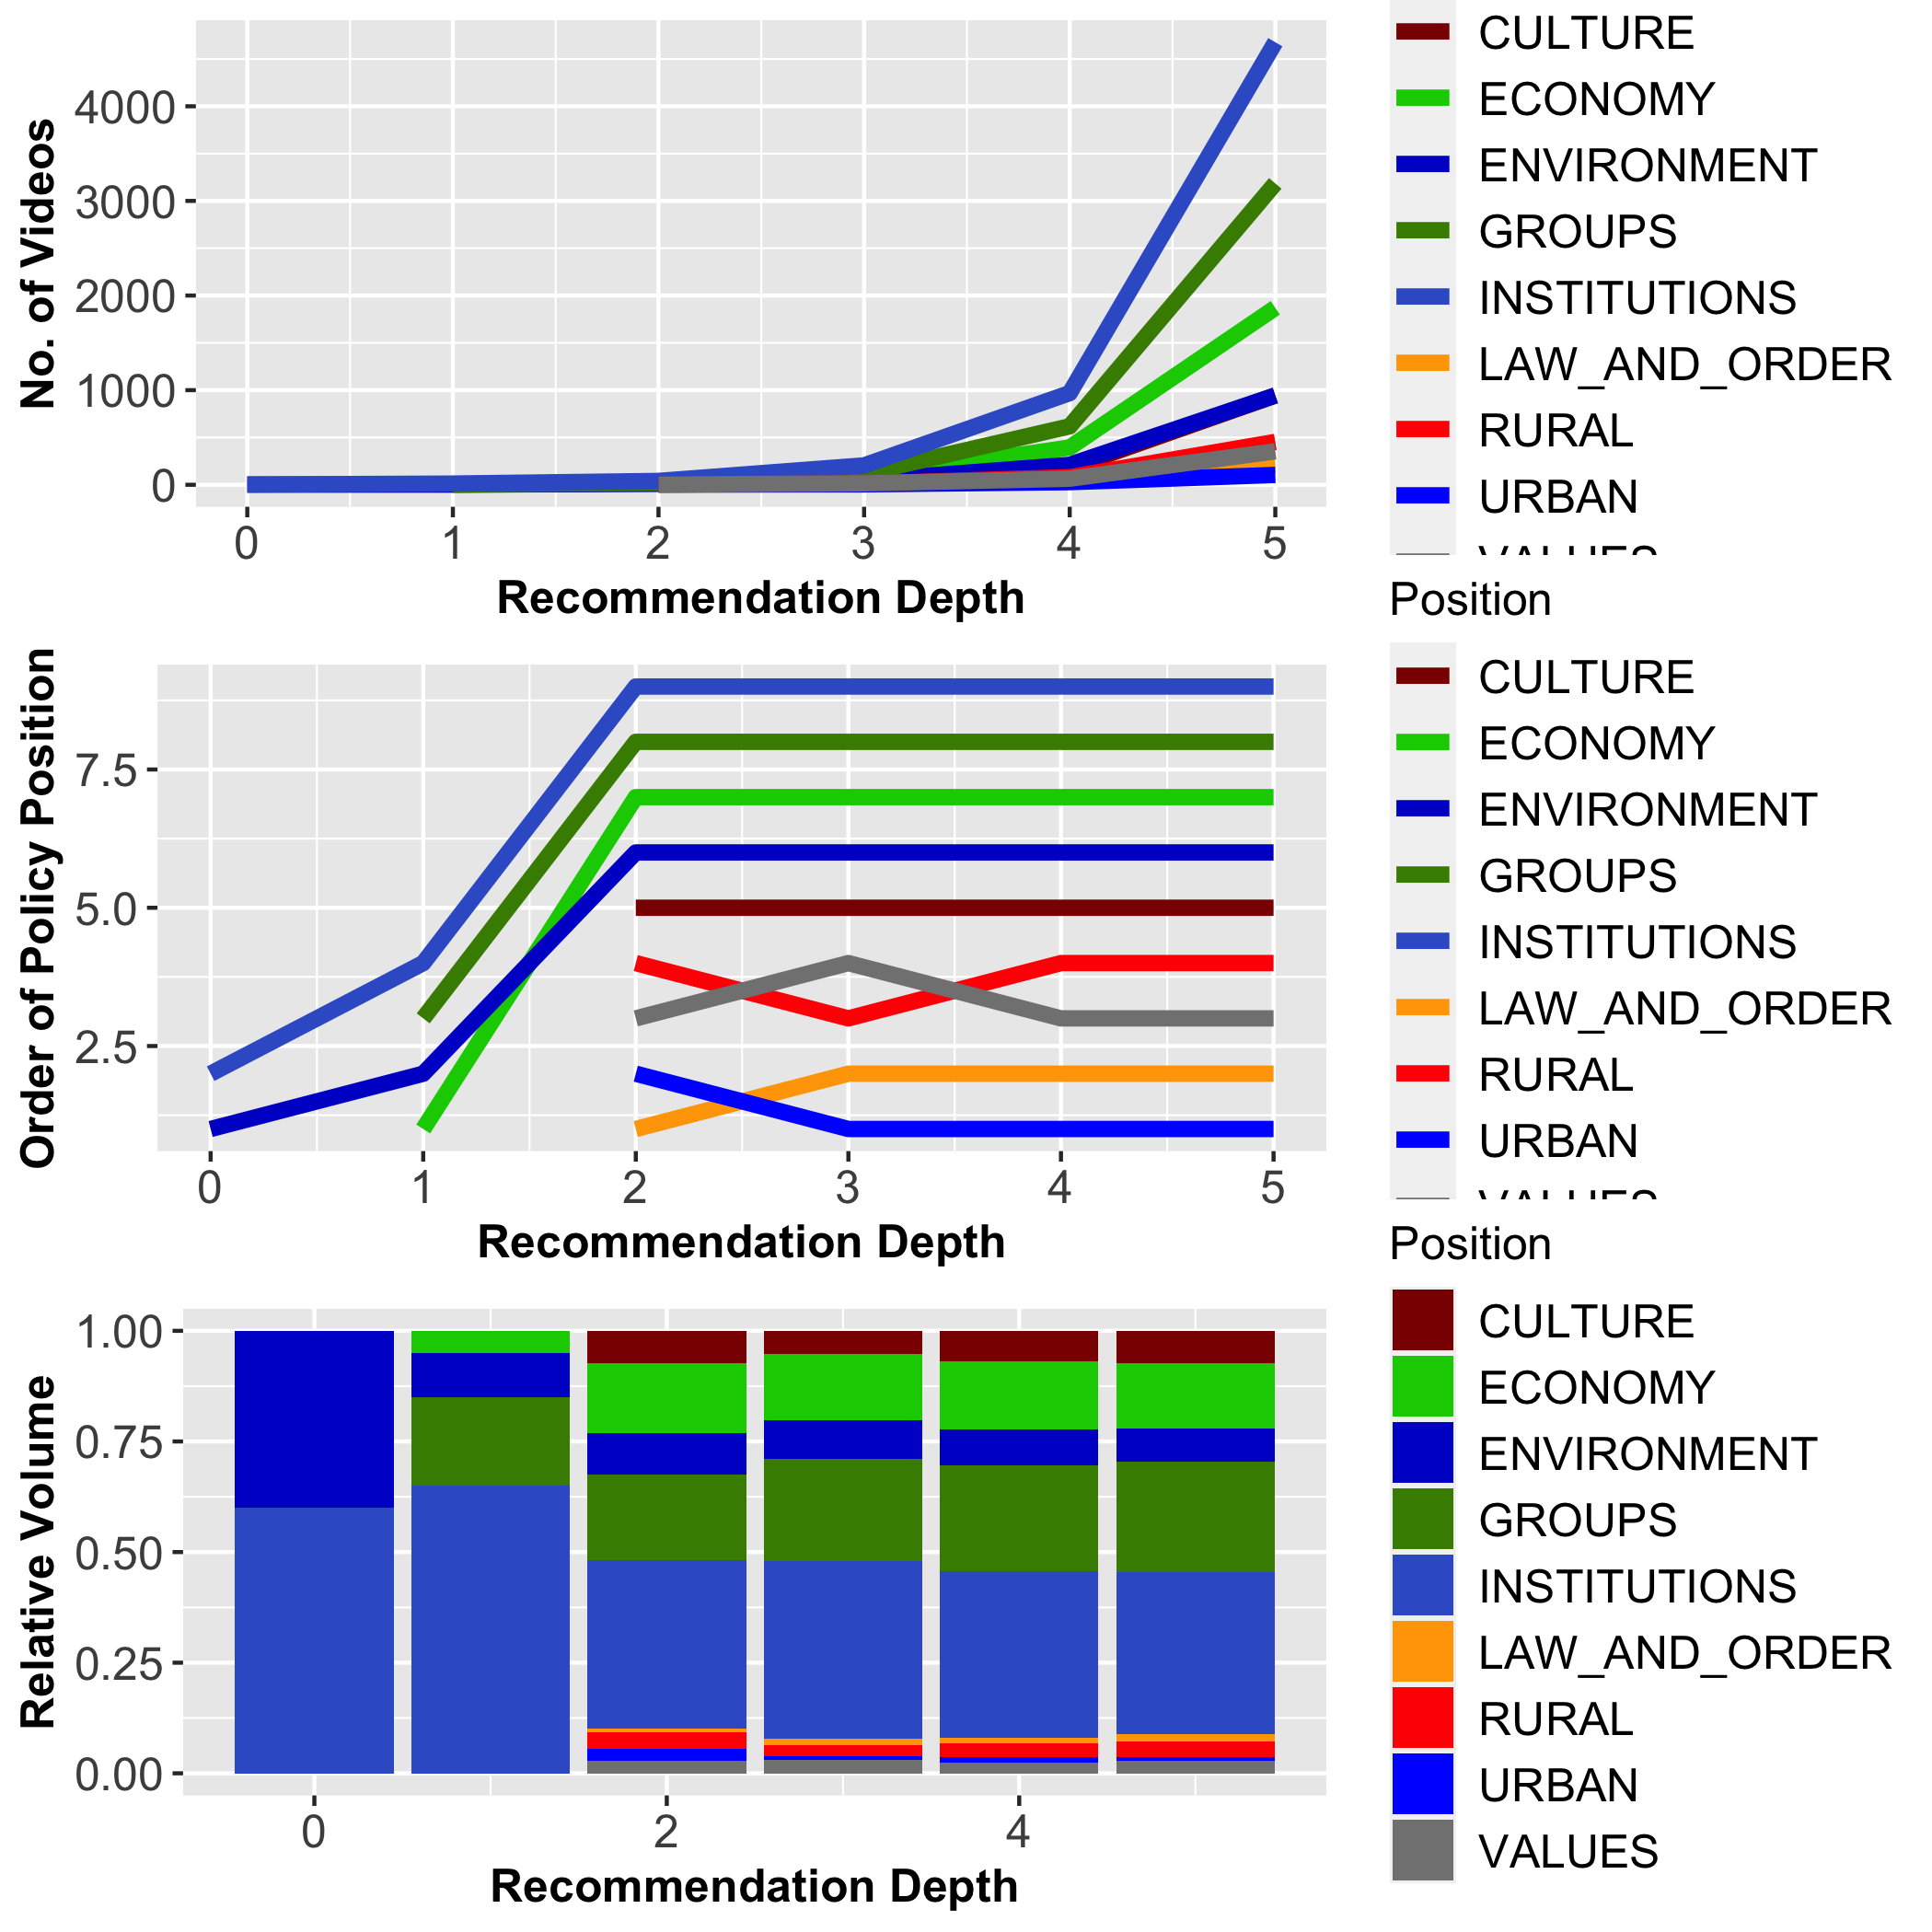 No. of Videos
4000
3000
2000
1000
0
0 1 2 3 4 5
Recommendation Depth
CULTURE
ECONOMY
ENVIRONMENT
GROUPS
INSTITUTIONS
LAW_AND_ORDER
RURAL
URBAN
VALUES
Order of Policy Position
7.5
5.0
2.5
0 1 2 3 4 5
Recommendation Depth
Position
CULTURE
ECONOMY
ENVIRONMENT
GROUPS
INSTITUTIONS
LAW_AND_ORDER
RURAL
URBAN
VALUES
Relative Volume
1.00
0.75
0.50
0.25
0.00
0 2 4
Recommendation Depth
Position
CULTURE
ECONOMY
ENVIRONMENT
GROUPS
INSTITUTIONS
LAW_AND_ORDER
RURAL
URBAN
VALUES